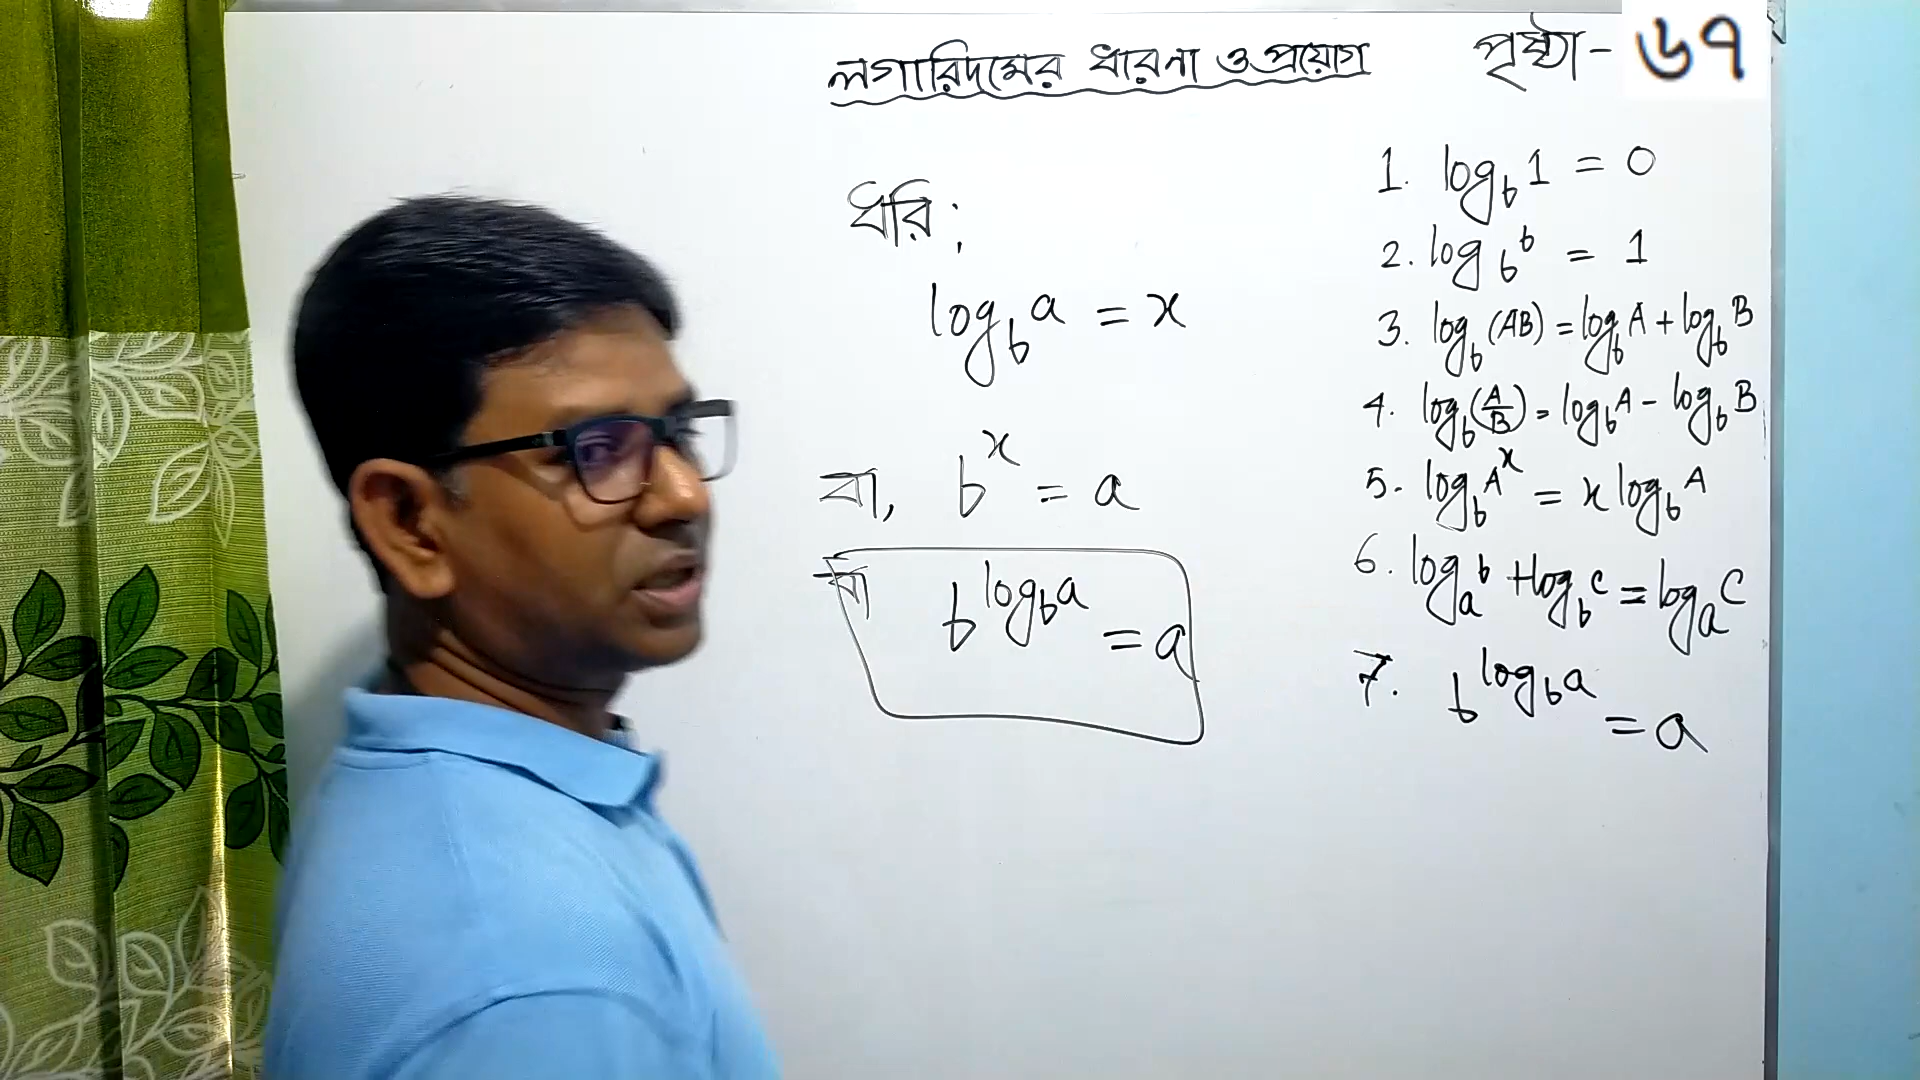 লগারিদমের ধারনা ও প্রয়োগ পৃষ্ঠা - ৬৭
ধরি;
log_b a = x
বা, b^x = a
বা b^(log_b a) = a
1. log_b 1 = 0
2. log_b b = 1
3. log_b (AB) = log_b A + log_b B
4. log_b (A/B) = log_b A - log_b B
5. log_b A^x = x log_b A
6. log_a b + log_b c = log_a c
7. b^(log_b a) = a